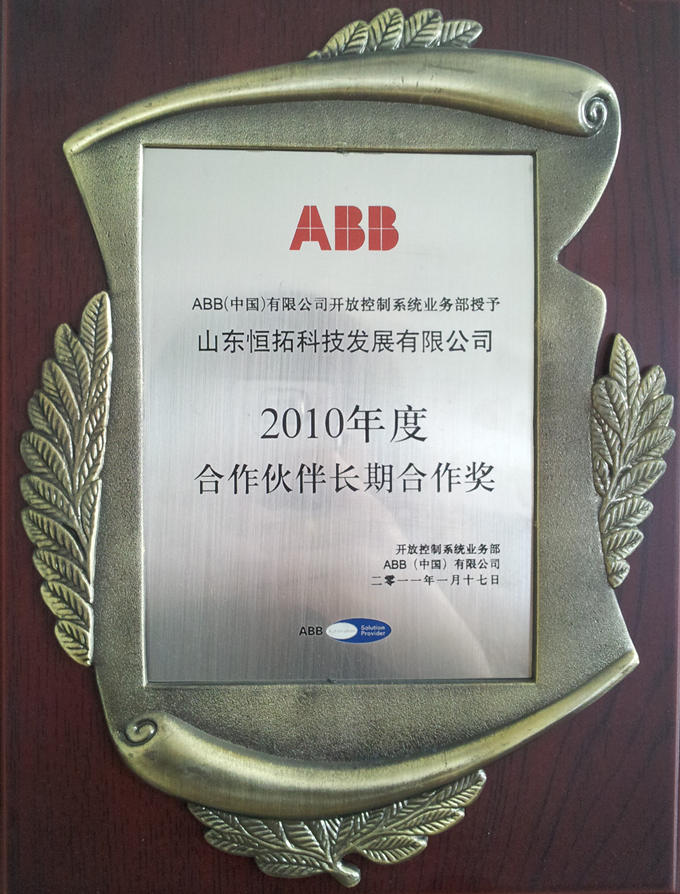 ABB
ABB(中国)有限公司开放控制系统业务部授予
山东恒拓科技发展有限公司
2010年度
合作伙伴长期合作奖
开放控制系统业务部
ABB（中国）有限公司
二零一一年一月十七日
ABB
Solution
Provider